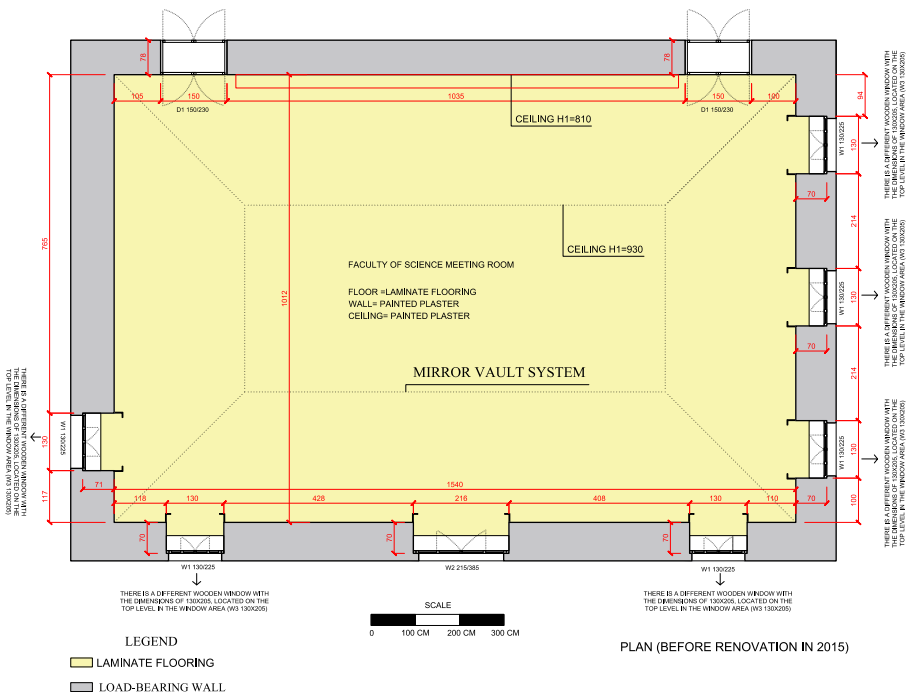 78
78
105
150
1035
150
100
D1 150/230
D1 150/230
CEILING H1=810
94
THERE IS A DIFFERENT WOODEN WINDOW WITH
THE DIMENSIONS OF 130X205, LOCATED ON THE
TOP LEVEL IN THE WINDOW AREA (W3 130X205)
W1 130/225
130
70
765
1012
214
CEILING H1=930
FACULTY OF SCIENCE MEETING ROOM
FLOOR =LAMINATE FLOORING
WALL= PAINTED PLASTER
CEILING= PAINTED PLASTER
THERE IS A DIFFERENT WOODEN WINDOW WITH
THE DIMENSIONS OF 130X205, LOCATED ON THE
TOP LEVEL IN THE WINDOW AREA (W3 130X205)
W1 130/225
130
70
214
MIRROR VAULT SYSTEM
THERE IS A DIFFERENT WOODEN WINDOW WITH
THE DIMENSIONS OF 130X205, LOCATED ON THE
TOP LEVEL IN THE WINDOW AREA (W3 130X205)
W1 130/225
130
THERE IS A DIFFERENT WOODEN WINDOW WITH
THE DIMENSIONS OF 130X205, LOCATED ON THE
TOP LEVEL IN THE WINDOW AREA (W3 130X205)
W1 130/225
130
71
1540
117
118
130
428
216
408
130
110
70
100
70
70
70
W1 130/225
W2 215/385
W1 130/225
THERE IS A DIFFERENT WOODEN WINDOW WITH
THE DIMENSIONS OF 130X205, LOCATED ON THE
TOP LEVEL IN THE WINDOW AREA (W3 130X205)
THERE IS A DIFFERENT WOODEN WINDOW WITH
THE DIMENSIONS OF 130X205, LOCATED ON THE
TOP LEVEL IN THE WINDOW AREA (W3 130X205)
SCALE
0 100 CM 200 CM 300 CM
PLAN (BEFORE RENOVATION IN 2015)
LEGEND
LAMINATE FLOORING
LOAD-BEARING WALL